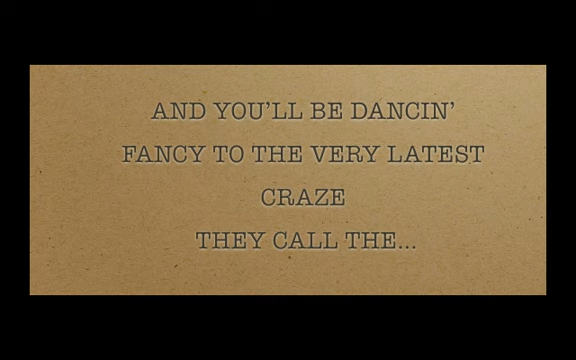 AND YOU'LL BE DANCIN'
FANCY TO THE VERY LATEST
CRAZE
THEY CALL THE...